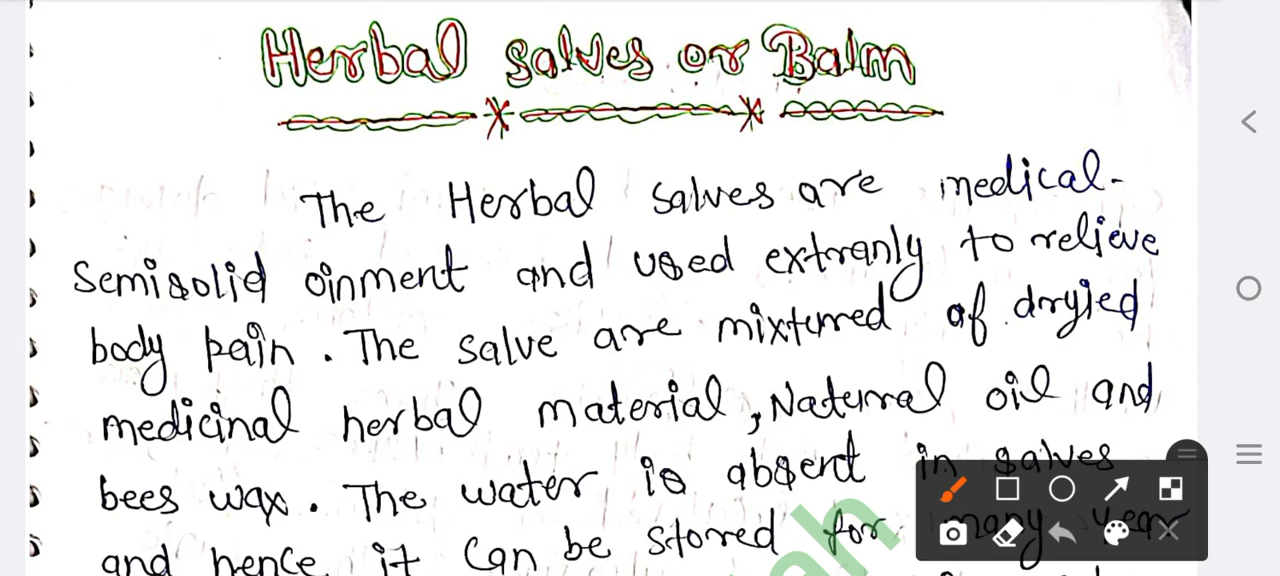 Herbal salves or Balm
The Herbal salves are medical-
semisolid oinment and used extranly to relieve
body pain. The salve are mixtured of dryied
medicinal herbal material, Natural oil and
bees wax. The water is absent in salves
and hence it can be stored for many year
ah